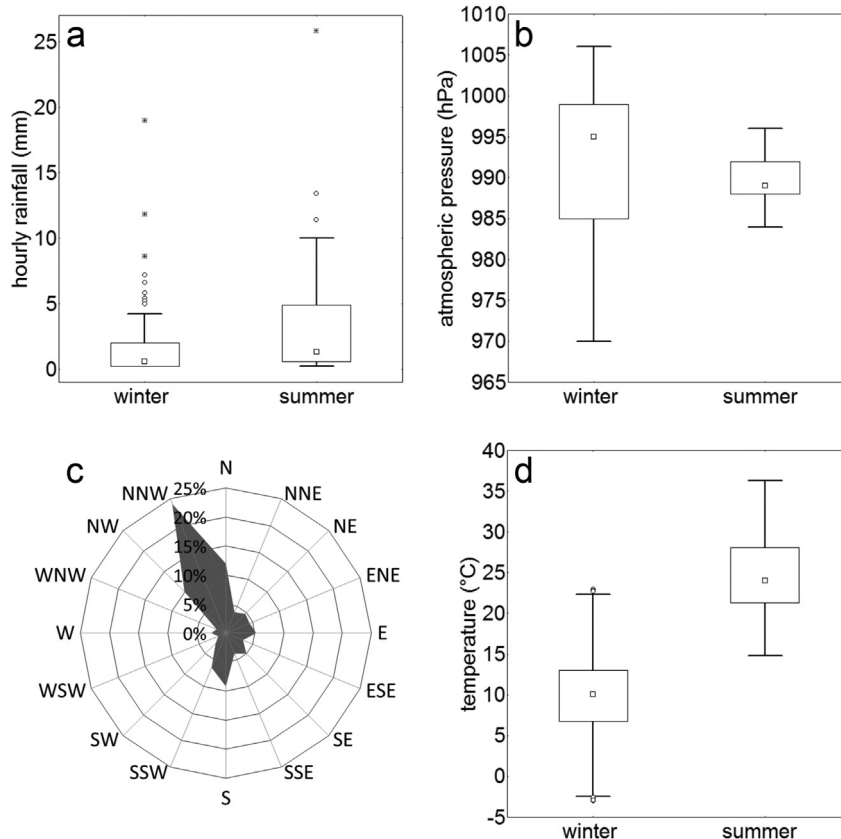 a
hourly rainfall (mm)
25
20
15
10
5
0
winter
summer
b
atmospheric pressure (hPa)
1010
1005
1000
995
990
985
980
975
970
965
winter
summer
c
N
NNE
NE
ENE
E
ESE
SE
SSE
S
SSW
SW
WSW
W
WNW
NW
NNW
25%
20%
15%
10%
5%
0%
d
temperature (°C)
40
35
30
25
20
15
10
5
0
-5
winter
summer